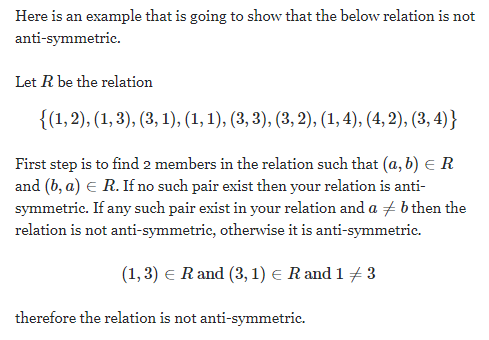 Here is an example that is going to show that the below relation is not
anti-symmetric.
Let R be the relation
{(1, 2), (1, 3), (3, 1), (1, 1), (3, 3), (3, 2), (1, 4), (4, 2), (3, 4)}
First step is to find 2 members in the relation such that (a, b) ∈ R
and (b, a) ∈ R. If no such pair exist then your relation is anti-
symmetric. If any such pair exist in your relation and a ≠ b then the
relation is not anti-symmetric, otherwise it is anti-symmetric.
(1, 3) ∈ R and (3, 1) ∈ R and 1 ≠ 3
therefore the relation is not anti-symmetric.